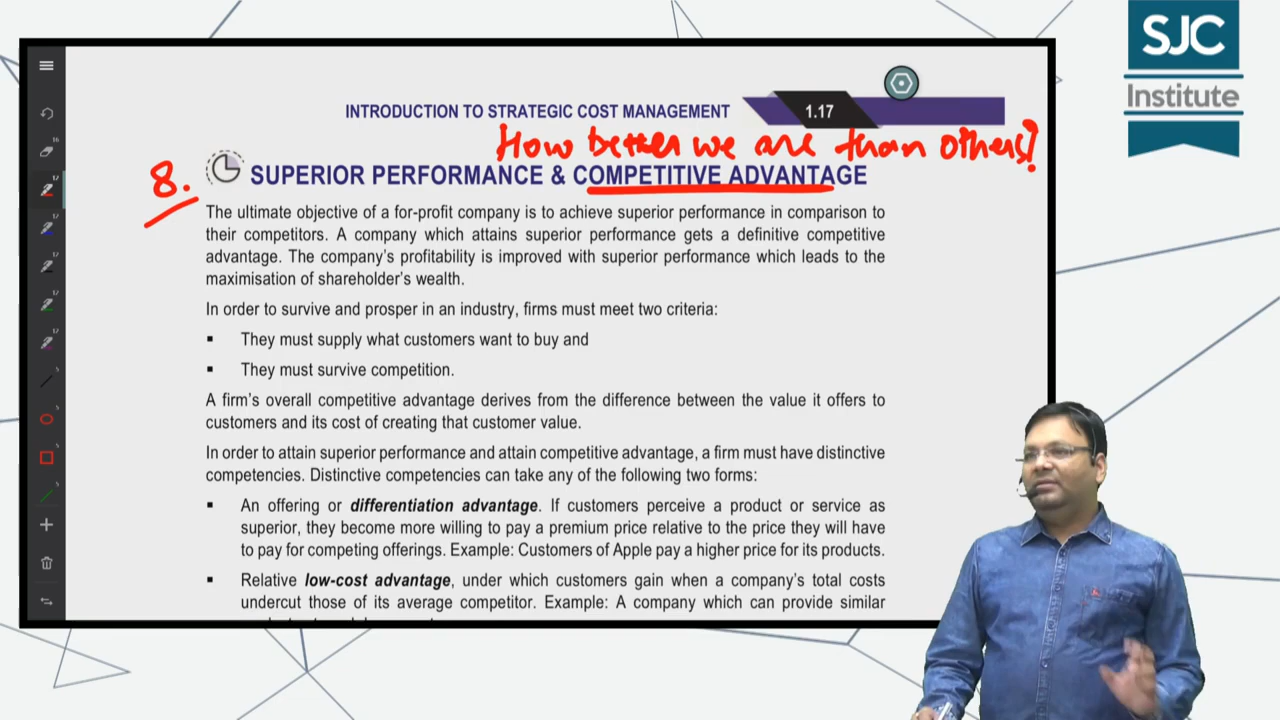 SJC
Institute
INTRODUCTION TO STRATEGIC COST MANAGEMENT 1.17
How better we are than others?
8. SUPERIOR PERFORMANCE & COMPETITIVE ADVANTAGE
The ultimate objective of a for-profit company is to achieve superior performance in comparison to
their competitors. A company which attains superior performance gets a definitive competitive
advantage. The company's profitability is improved with superior performance which leads to the
maximisation of shareholder's wealth.
In order to survive and prosper in an industry, firms must meet two criteria:
▪ They must supply what customers want to buy and
▪ They must survive competition.
A firm's overall competitive advantage derives from the difference between the value it offers to
customers and its cost of creating that customer value.
In order to attain superior performance and attain competitive advantage, a firm must have distinctive
competencies. Distinctive competencies can take any of the following two forms:
▪ An offering or differentiation advantage. If customers perceive a product or service as
superior, they become more willing to pay a premium price relative to the price they will have
to pay for competing offerings. Example: Customers of Apple pay a higher price for its products.
▪ Relative low-cost advantage, under which customers gain when a company's total costs
undercut those of its average competitor. Example: A company which can provide similar